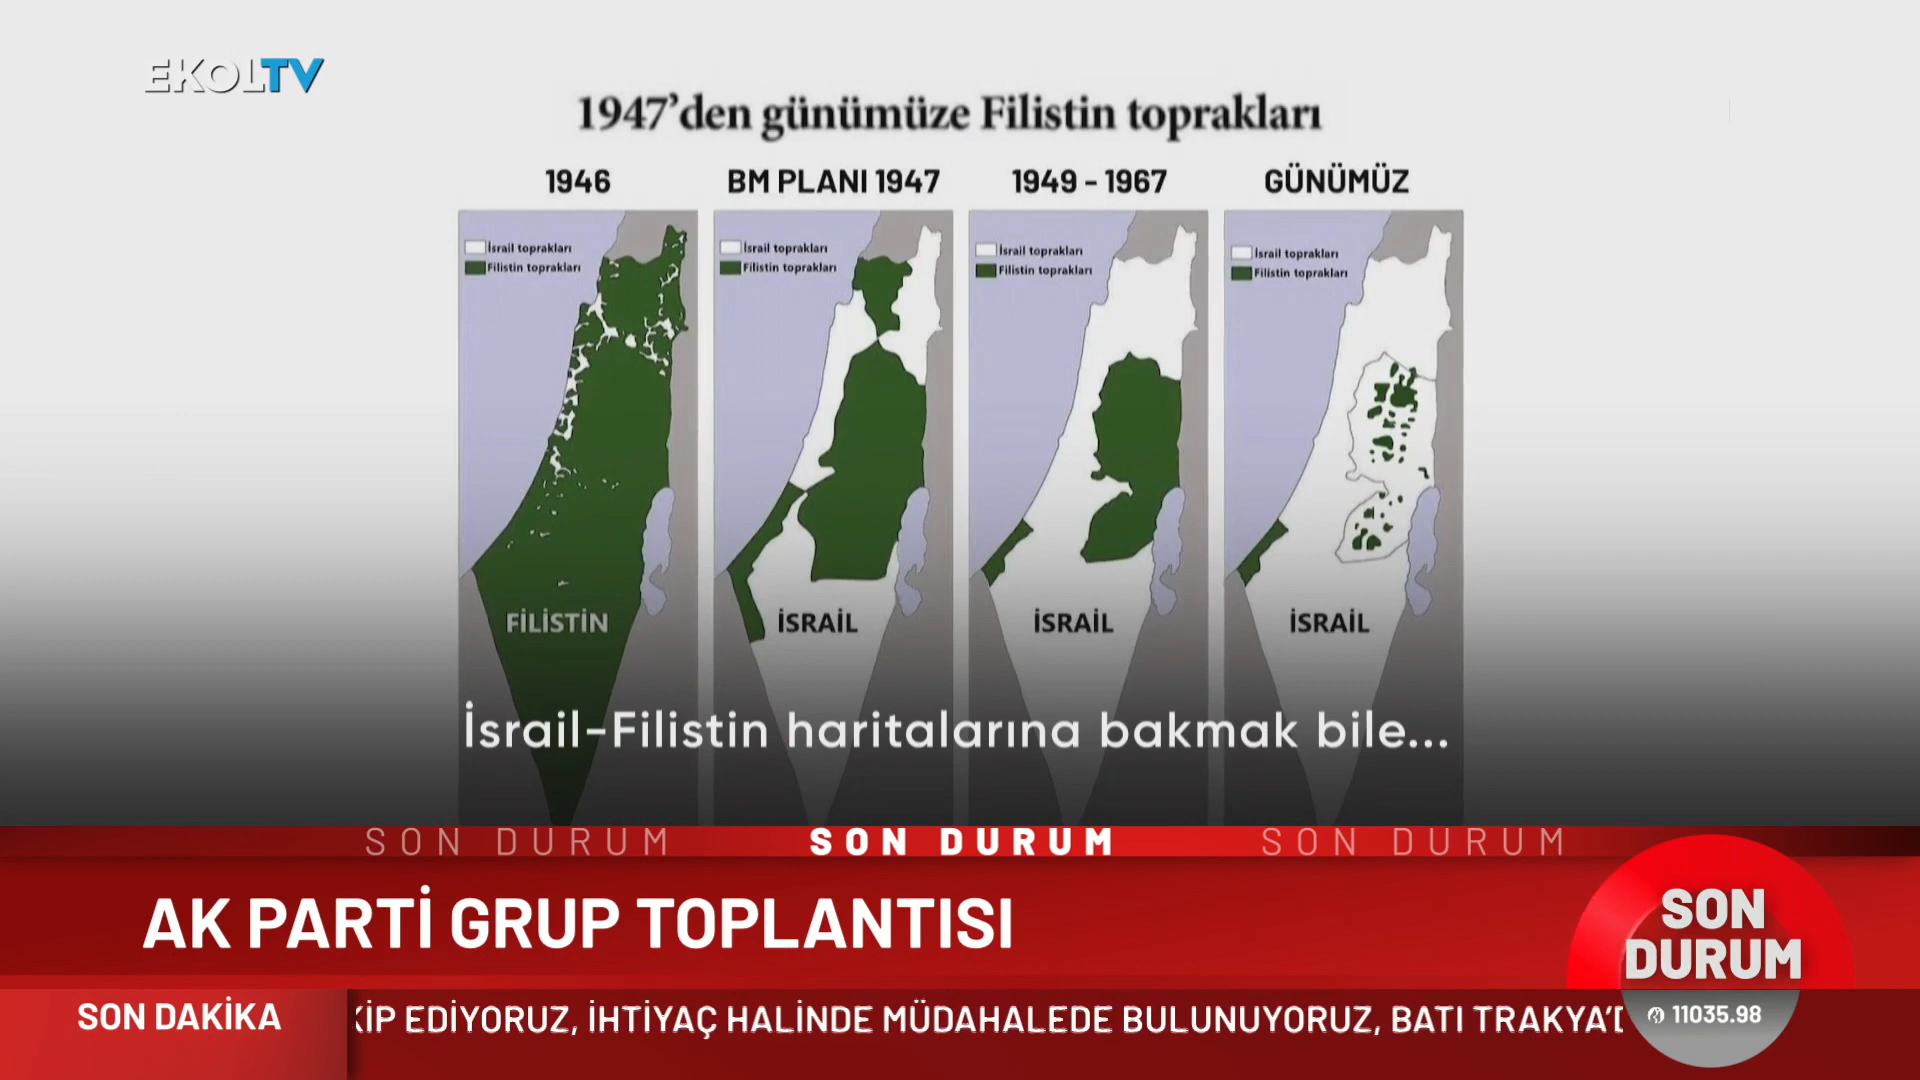 EKOLTV
1947’den günümüze Filistin toprakları
1946
BM PLANI 1947
1949 - 1967
GÜNÜMÜZ
İsrail toprakları
Filistin toprakları
İsrail toprakları
Filistin toprakları
İsrail toprakları
Filistin toprakları
İsrail toprakları
Filistin toprakları
FİLİSTİN
İSRAİL
İSRAİL
İSRAİL
İsrail-Filistin haritalarına bakmak bile...
SON DURUM
SON DURUM
SON DURUM
AK PARTİ GRUP TOPLANTISI
SON
DURUM
SON DAKİKA
EDİYORUZ, İHTİYAÇ HALİNDE MÜDAHALEDE BULUNUYORUZ, BATI
11035.98